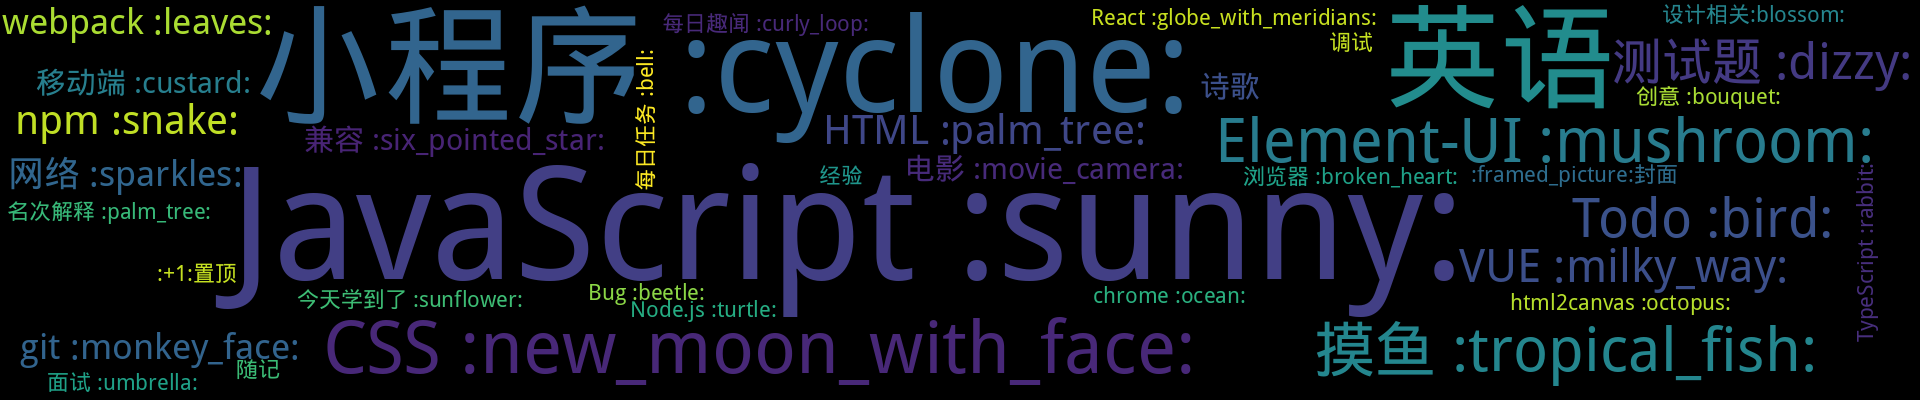 webpack :leaves:
小程序 :cyclone:
每日趣闻 :curly_loop:
React :globe_with_meridians:
调试
英语
设计相关:blossom:
测试题 :dizzy:
移动端 :custard:
每日任务 :bell:
诗歌
创意 :bouquet:
npm :snake:
兼容 :six_pointed_star:
HTML :palm_tree:
Element-UI :mushroom:
网络 :sparkles:
经验
电影 :movie_camera:
浏览器 :broken_heart:
:framed_picture:封面
名次解释 :palm_tree:
JavaScript :sunny:
Todo :bird:
TypeScript :rabbit:
:+1:置顶
VUE :milky_way:
今天学到了 :sunflower:
Bug :beetle:
Node.js :turtle:
chrome :ocean:
html2canvas :octopus:
git :monkey_face:
CSS :new_moon_with_face:
摸鱼 :tropical_fish:
随记
面试 :umbrella: